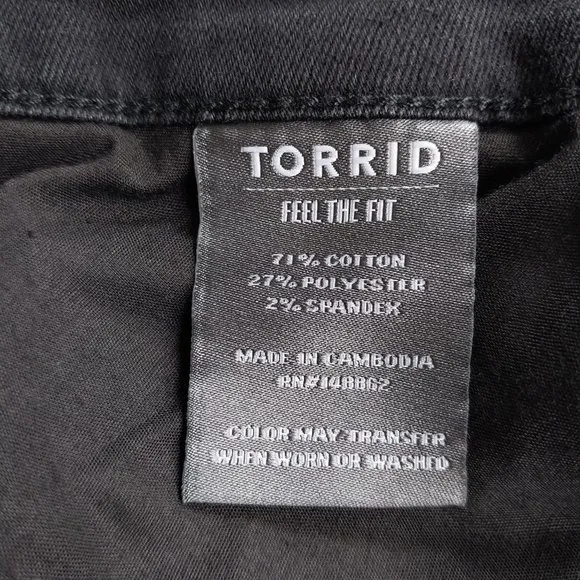 TORRID
FEEL THE FIT
71% COTTON
27% POLYESTER
2% SPANDEX
MADE IN CAMBODIA
RN#148862
COLOR MAY TRANSFER
WHEN WORN OR WASHED